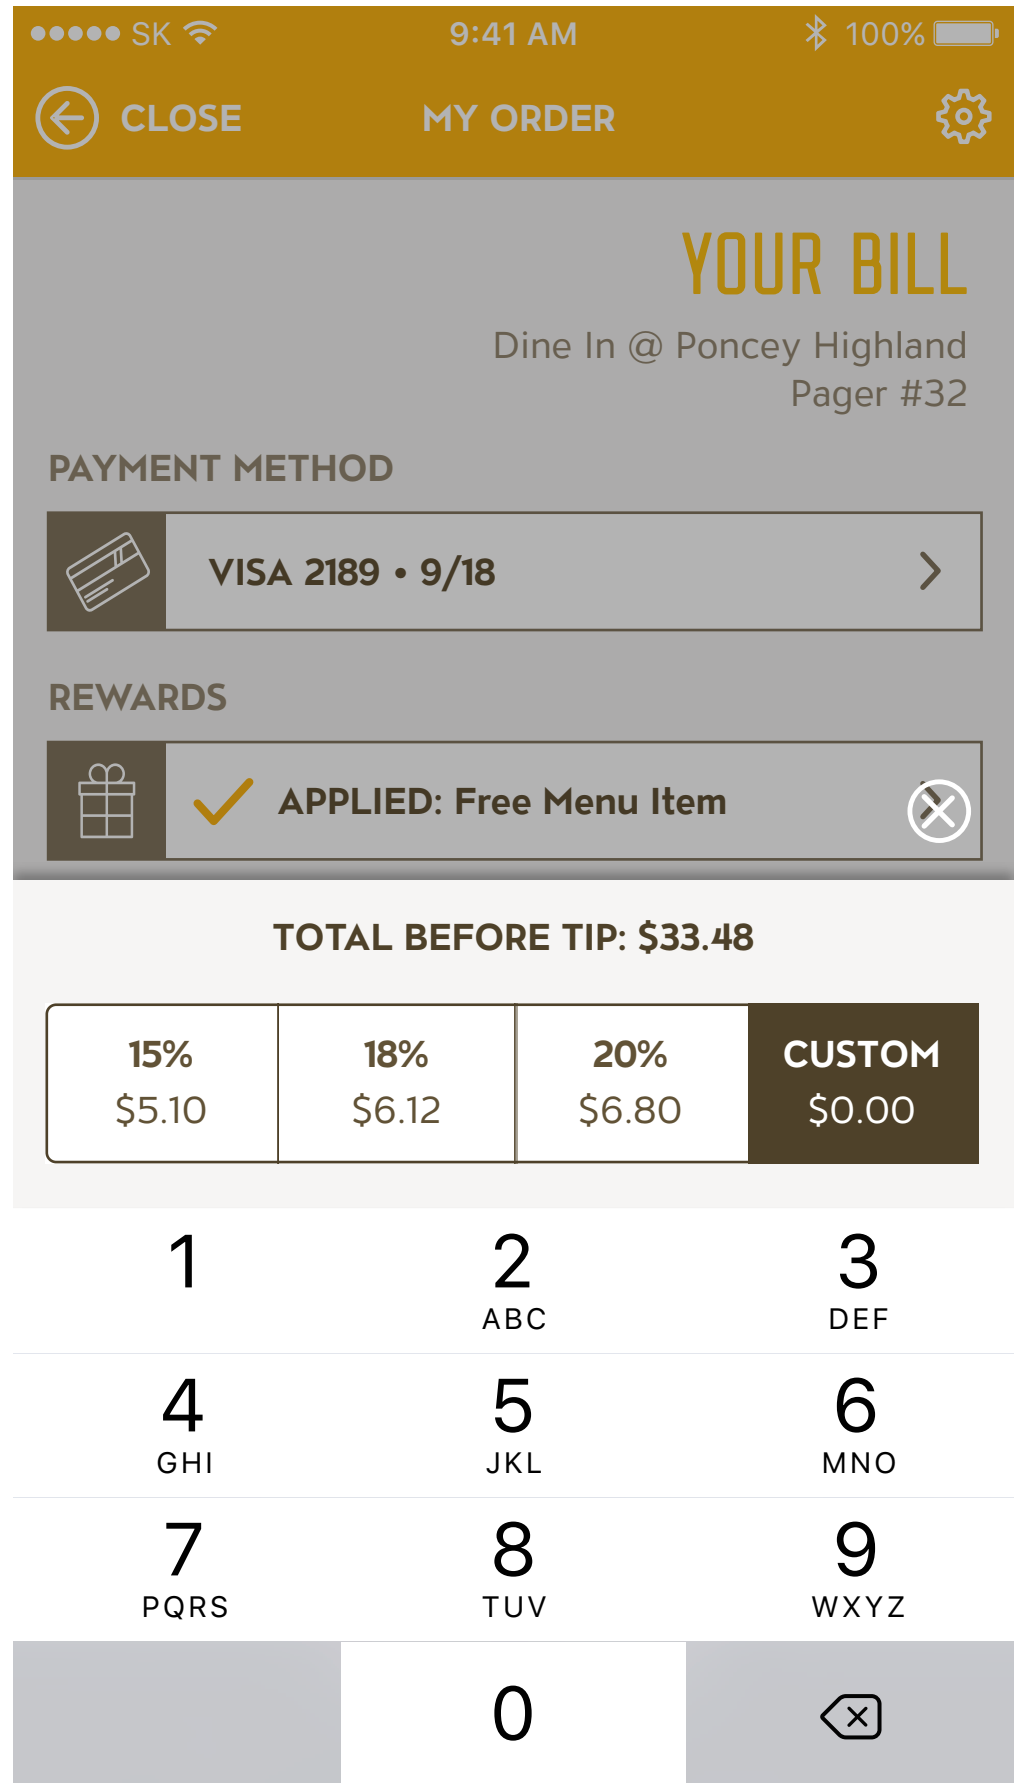 SK 9:41 AM 100%
CLOSE MY ORDER
YOUR BILL
Dine In @ Poncey Highland
Pager #32
PAYMENT METHOD
VISA 2189 • 9/18
REWARDS
APPLIED: Free Menu Item
TOTAL BEFORE TIP: $33.48
15% 18% 20% CUSTOM
$5.10 $6.12 $6.80 $0.00
1 2 3
ABC DEF
4 5 6
GHI JKL MNO
7 8 9
PQRS TUV WXYZ
0